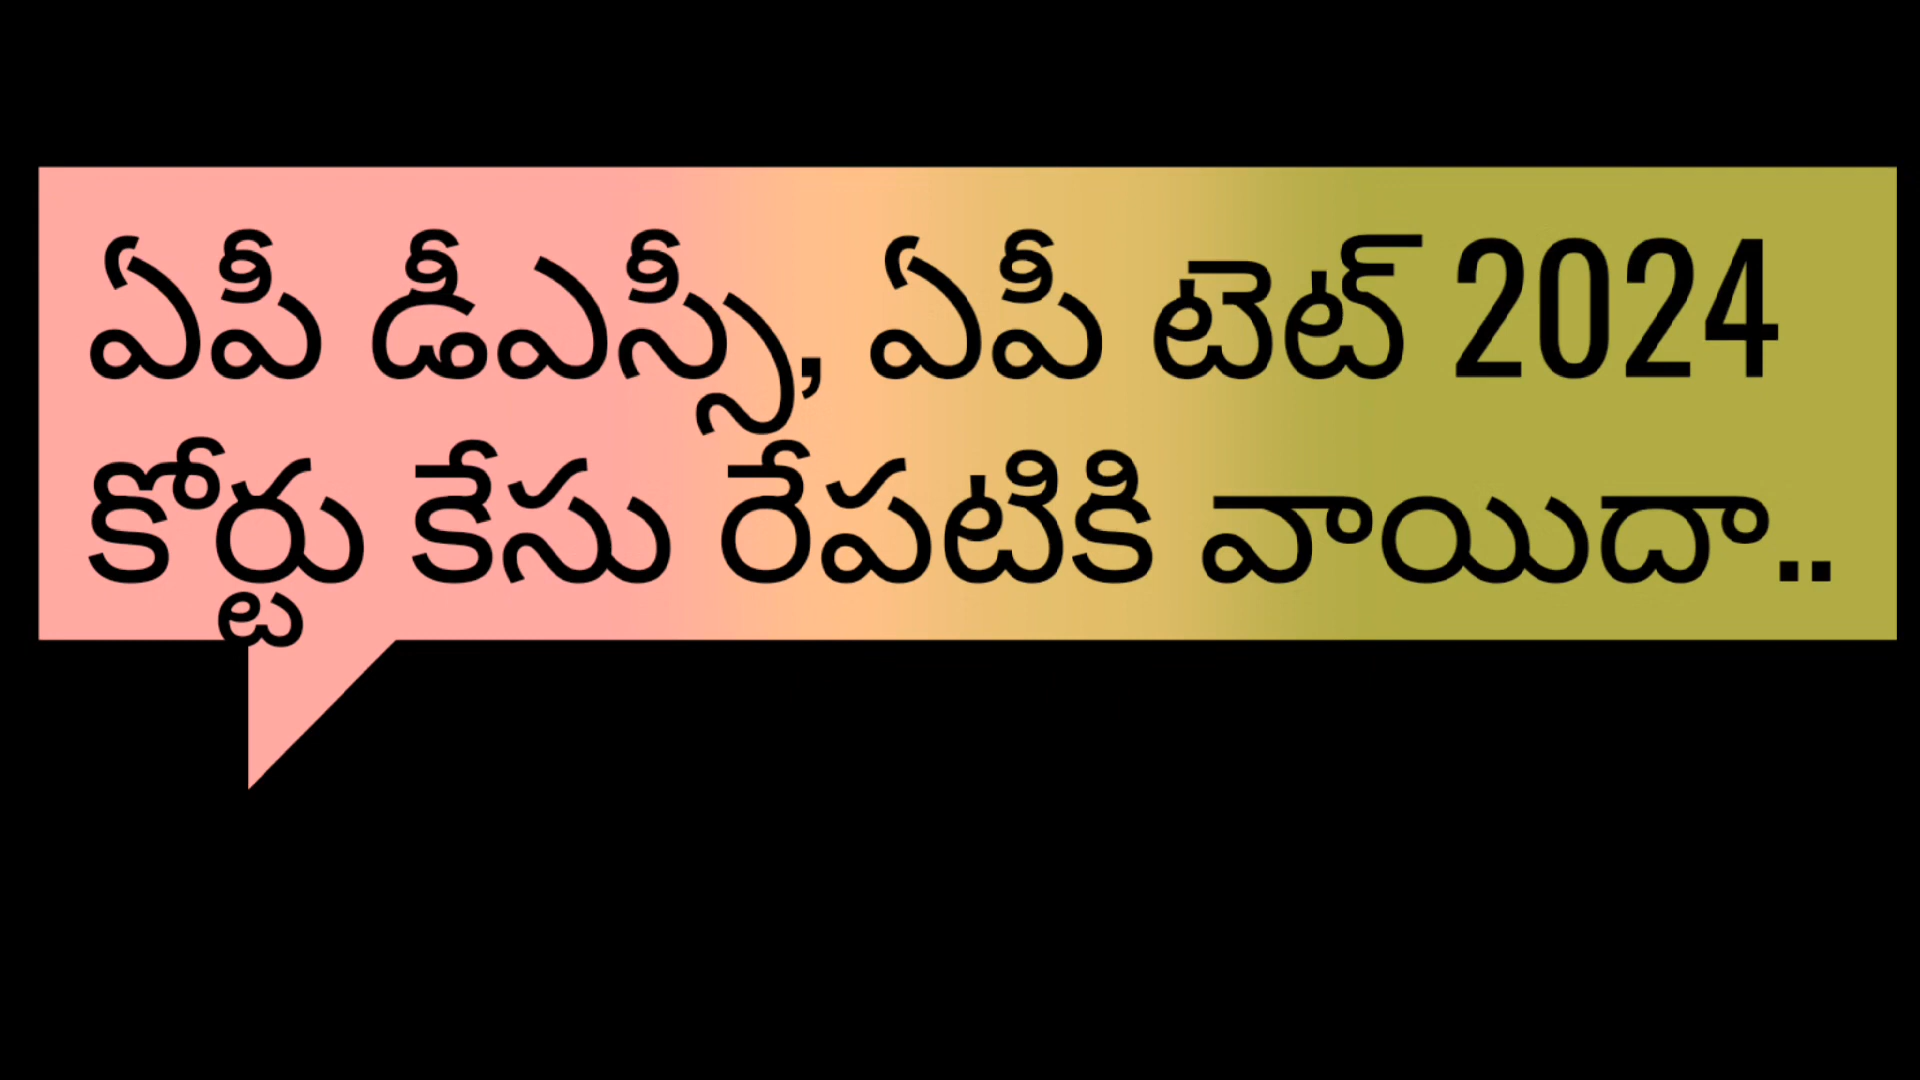 ఏపీ డీఎస్సీ, ఏపీ టెట్ 2024
కోర్టు కేసు రేపటికి వాయిదా..